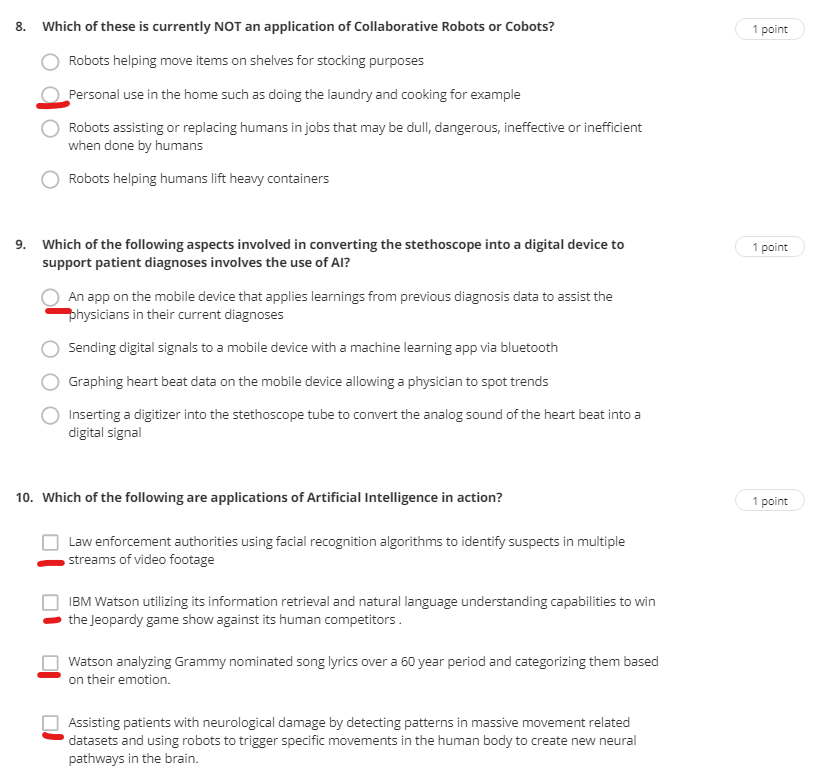 8. Which of these is currently NOT an application of Collaborative Robots or Cobots?
1 point
Robots helping move items on shelves for stocking purposes
Personal use in the home such as doing the laundry and cooking for example
Robots assisting or replacing humans in jobs that may be dull, dangerous, ineffective or inefficient
when done by humans
Robots helping humans lift heavy containers
9. Which of the following aspects involved in converting the stethoscope into a digital device to
1 point
support patient diagnoses involves the use of AI?
An app on the mobile device that applies learnings from previous diagnosis data to assist the
physicians in their current diagnoses
Sending digital signals to a mobile device with a machine learning app via bluetooth
Graphing heart beat data on the mobile device allowing a physician to spot trends
Inserting a digitizer into the stethoscope tube to convert the analog sound of the heart beat into a
digital signal
10. Which of the following are applications of Artificial Intelligence in action?
1 point
Law enforcement authorities using facial recognition algorithms to identify suspects in multiple
streams of video footage
IBM Watson utilizing its information retrieval and natural language understanding capabilities to win
the Jeopardy game show against its human competitors .
Watson analyzing Grammy nominated song lyrics over a 60 year period and categorizing them based
on their emotion.
Assisting patients with neurological damage by detecting patterns in massive movement related
datasets and using robots to trigger specific movements in the human body to create new neural
pathways in the brain.